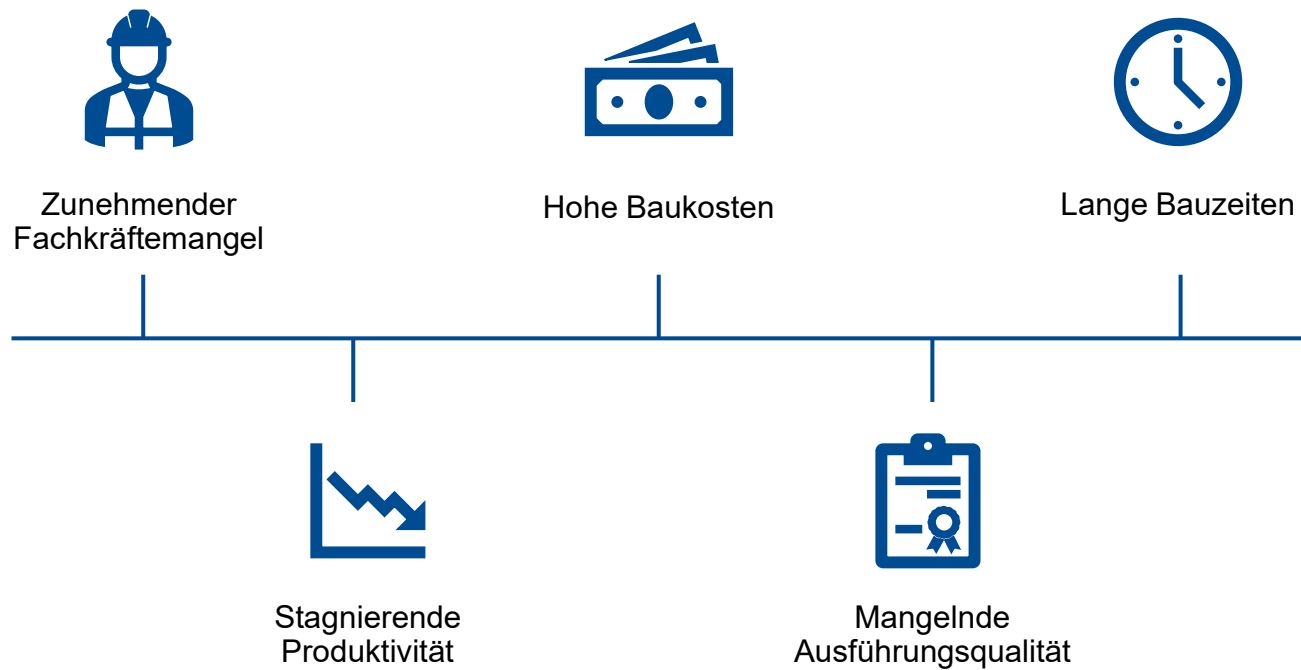 Zunehmender
Fachkräftemangel
Hohe Baukosten
Lange Bauzeiten
Stagnierende
Produktivität
Mangelnde
Ausführungsqualität